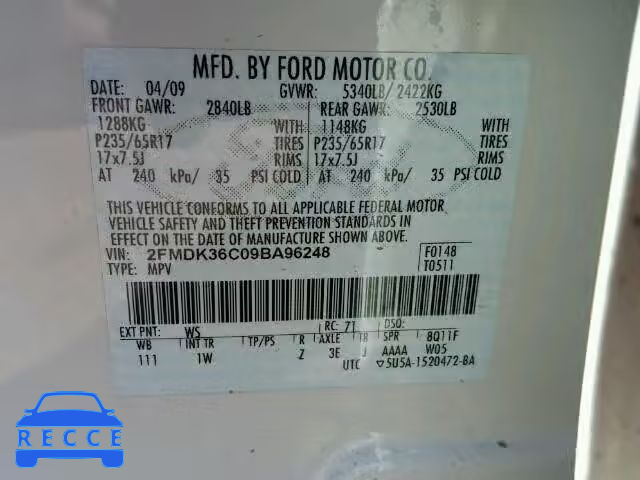 MFD. BY FORD MOTOR CO.
DATE: 04/09 GVWR: 5340LB/ 2422KG
FRONT GAWR: 2840LB REAR GAWR: 2530LB
1288KG WITH 1148KG WITH
P235/65R17 TIRES P235/65R17 TIRES
17x7.5J RIMS 17x7.5J RIMS
AT 240 kPa/ 35 PSI COLD AT 240 kPa/ 35 PSI COLD
THIS VEHICLE CONFORMS TO ALL APPLICABLE FEDERAL MOTOR
VEHICLE SAFETY AND THEFT PREVENTION STANDARDS IN
EFFECT ON THE DATE OF MANUFACTURE SHOWN ABOVE.
VIN: 2FMDK36C09BA96248 F0148
TYPE: MPV T0511
EXT PNT: WS RC: 71 DSO:
WB INT TR TP/PS R AXLE TR SPR 8Q11F
111 1W Z 3E J AAAA W05
UTC ▽5U5A-1520472-BA
RECCE